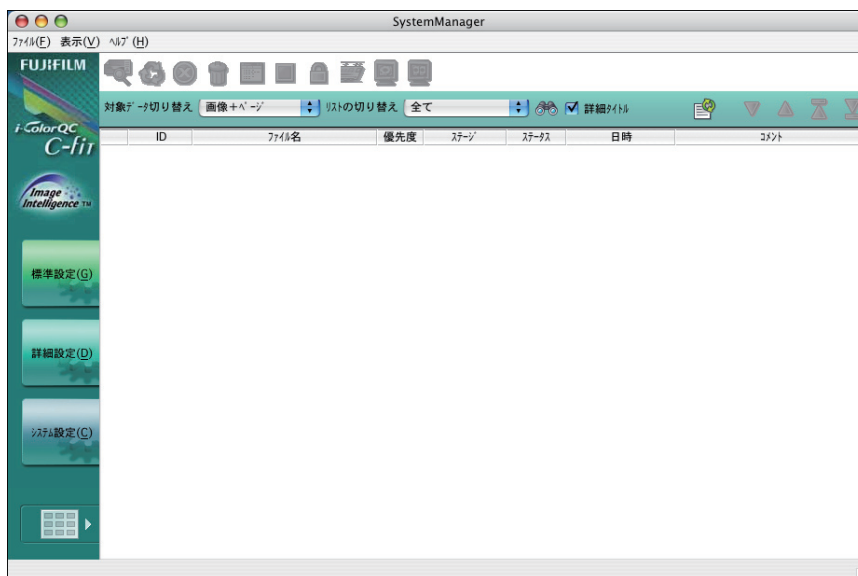 SystemManager
ﾌｧｲﾙ(F) 表示(V) ﾍﾙﾌﾟ(H)
FUJIFILM
対象ﾃﾞｰﾀ切り替え 画像+ﾍﾟｰｼﾞ ﾘｽﾄの切り替え 全て 詳細ﾀｲﾄﾙ
i-ColorQC
C-fit
ID ﾌｧｲﾙ名 優先度 ｽﾃｰｼﾞ ｽﾃｰﾀｽ 日時 ｺﾒﾝﾄ
Image
Intelligence TM
標準設定(G)
詳細設定(D)
ｼｽﾃﾑ設定(C)